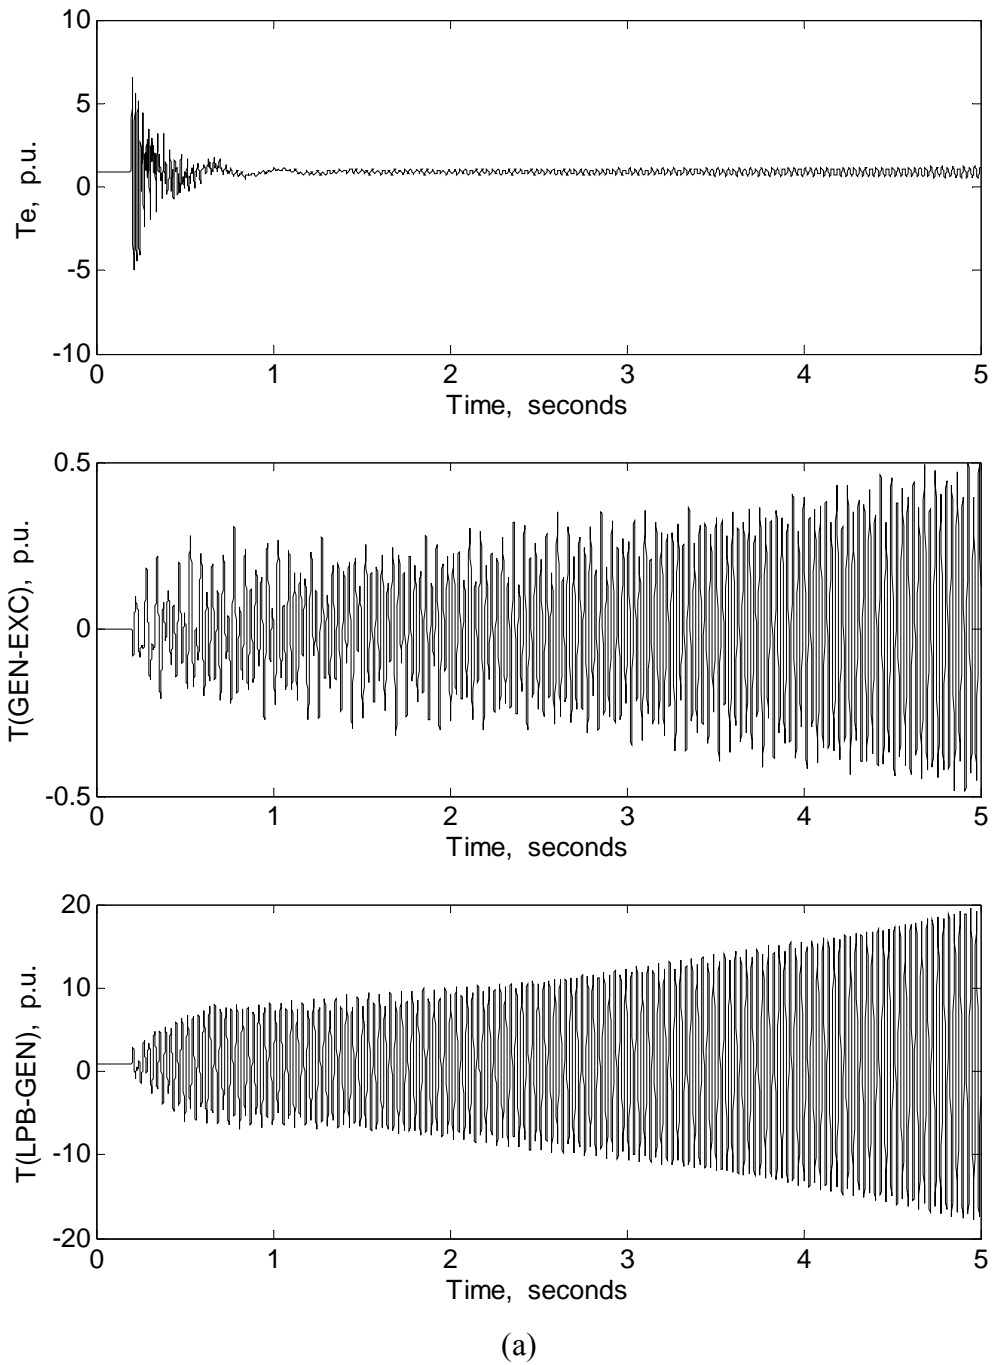 10
5
0
-5
-10
Te, p.u.
0 1 2 3 4 5
Time, seconds
0.5
0
-0.5
T(GEN-EXC), p.u.
0 1 2 3 4 5
Time, seconds
20
10
0
-10
-20
T(LPB-GEN), p.u.
0 1 2 3 4 5
Time, seconds
(a)